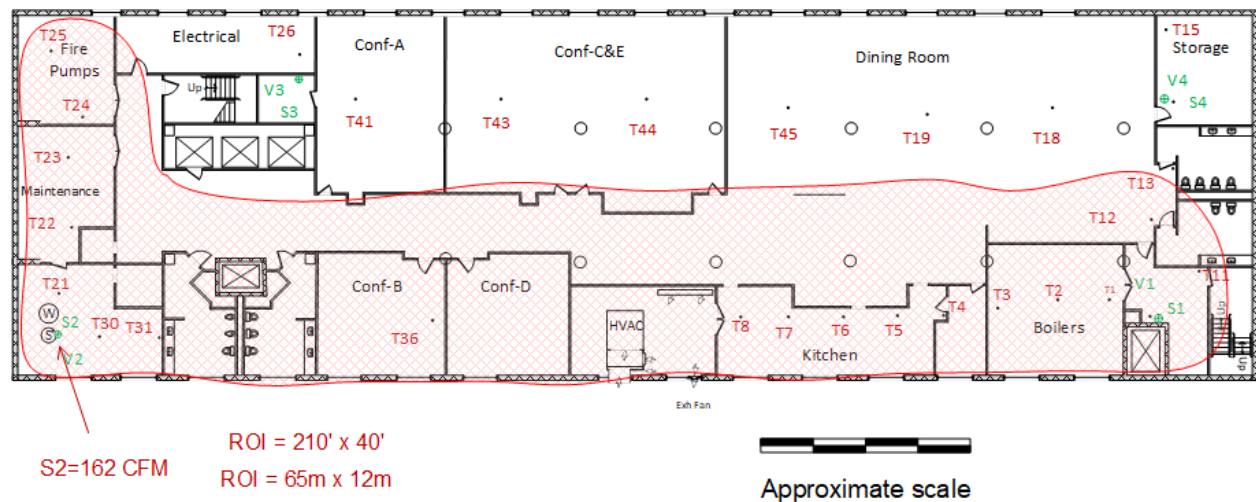 T25
Fire
Pumps
T24
Electrical
T26
Up
V3
S3
Conf-A
T41
Conf-C&E
T43
T44
Dining Room
T45
T19
T18
T15
Storage
V4
S4
T23
Maintenance
T22
T13
T12
T11
T21
W
S2
S
V2
T30
T31
Conf-B
T36
Conf-D
HVAC
T8
T7
T6
T5
T4
Kitchen
T3
T2
T1
Boilers
V1
S1
Up
up
Exh Fan
S2=162 CFM
ROI = 210' x 40'
ROI = 65m x 12m
Approximate scale